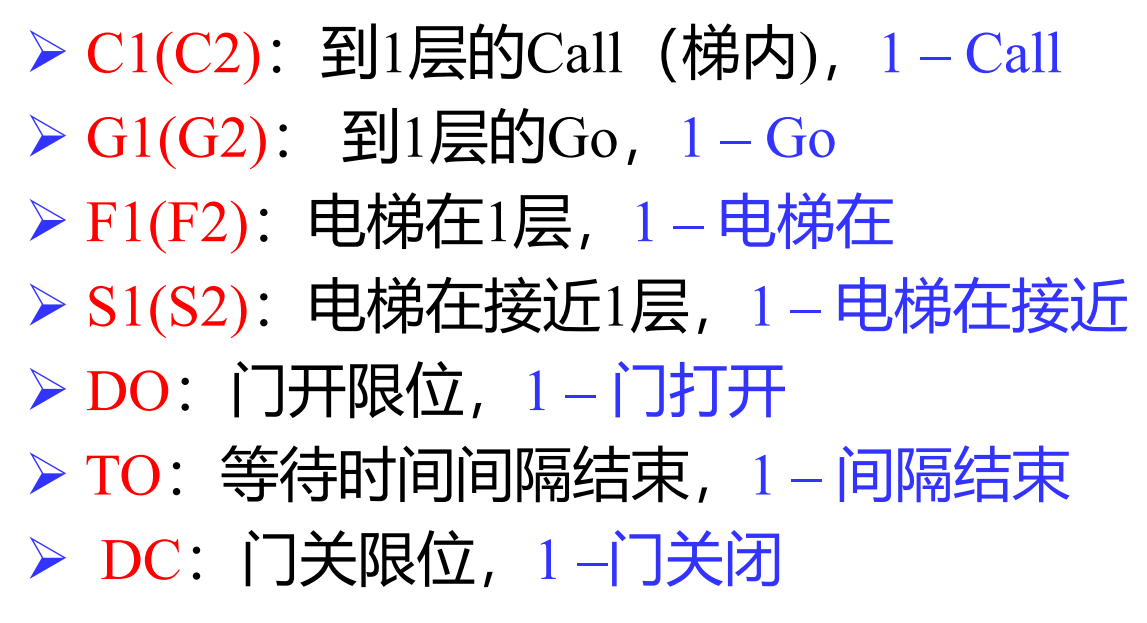 ➢ C1(C2)：到1层的Call（梯内)，1 – Call
➢ G1(G2)： 到1层的Go，1 – Go
➢ F1(F2)：电梯在1层，1 – 电梯在
➢ S1(S2)：电梯在接近1层，1 – 电梯在接近
➢ DO：门开限位，1 – 门打开
➢ TO：等待时间间隔结束，1 – 间隔结束
➢ DC：门关限位，1 –门关闭